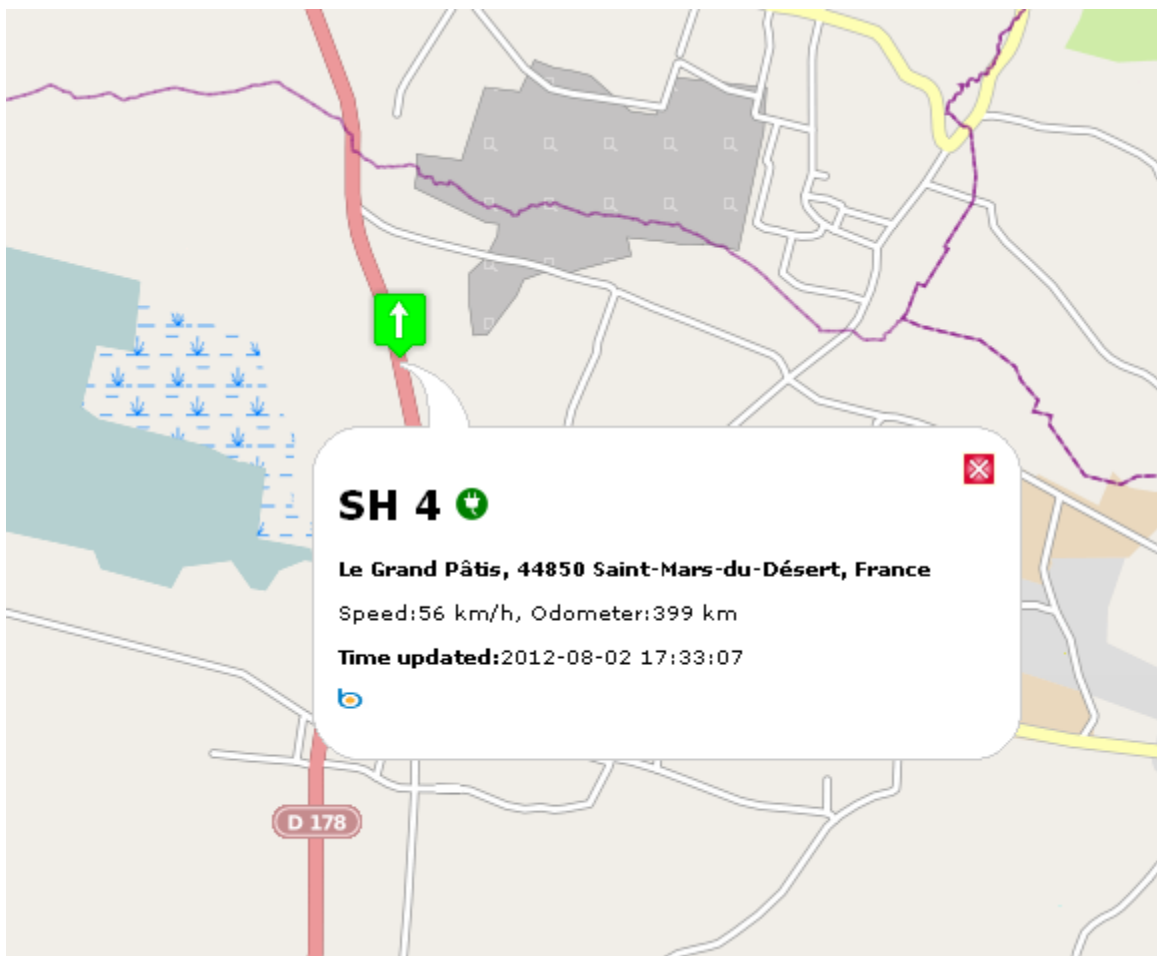 SH 4
Le Grand Pâtis, 44850 Saint-Mars-du-Désert, France
Speed:56 km/h, Odometer:399 km
Time updated:2012-08-02 17:33:07
D 178